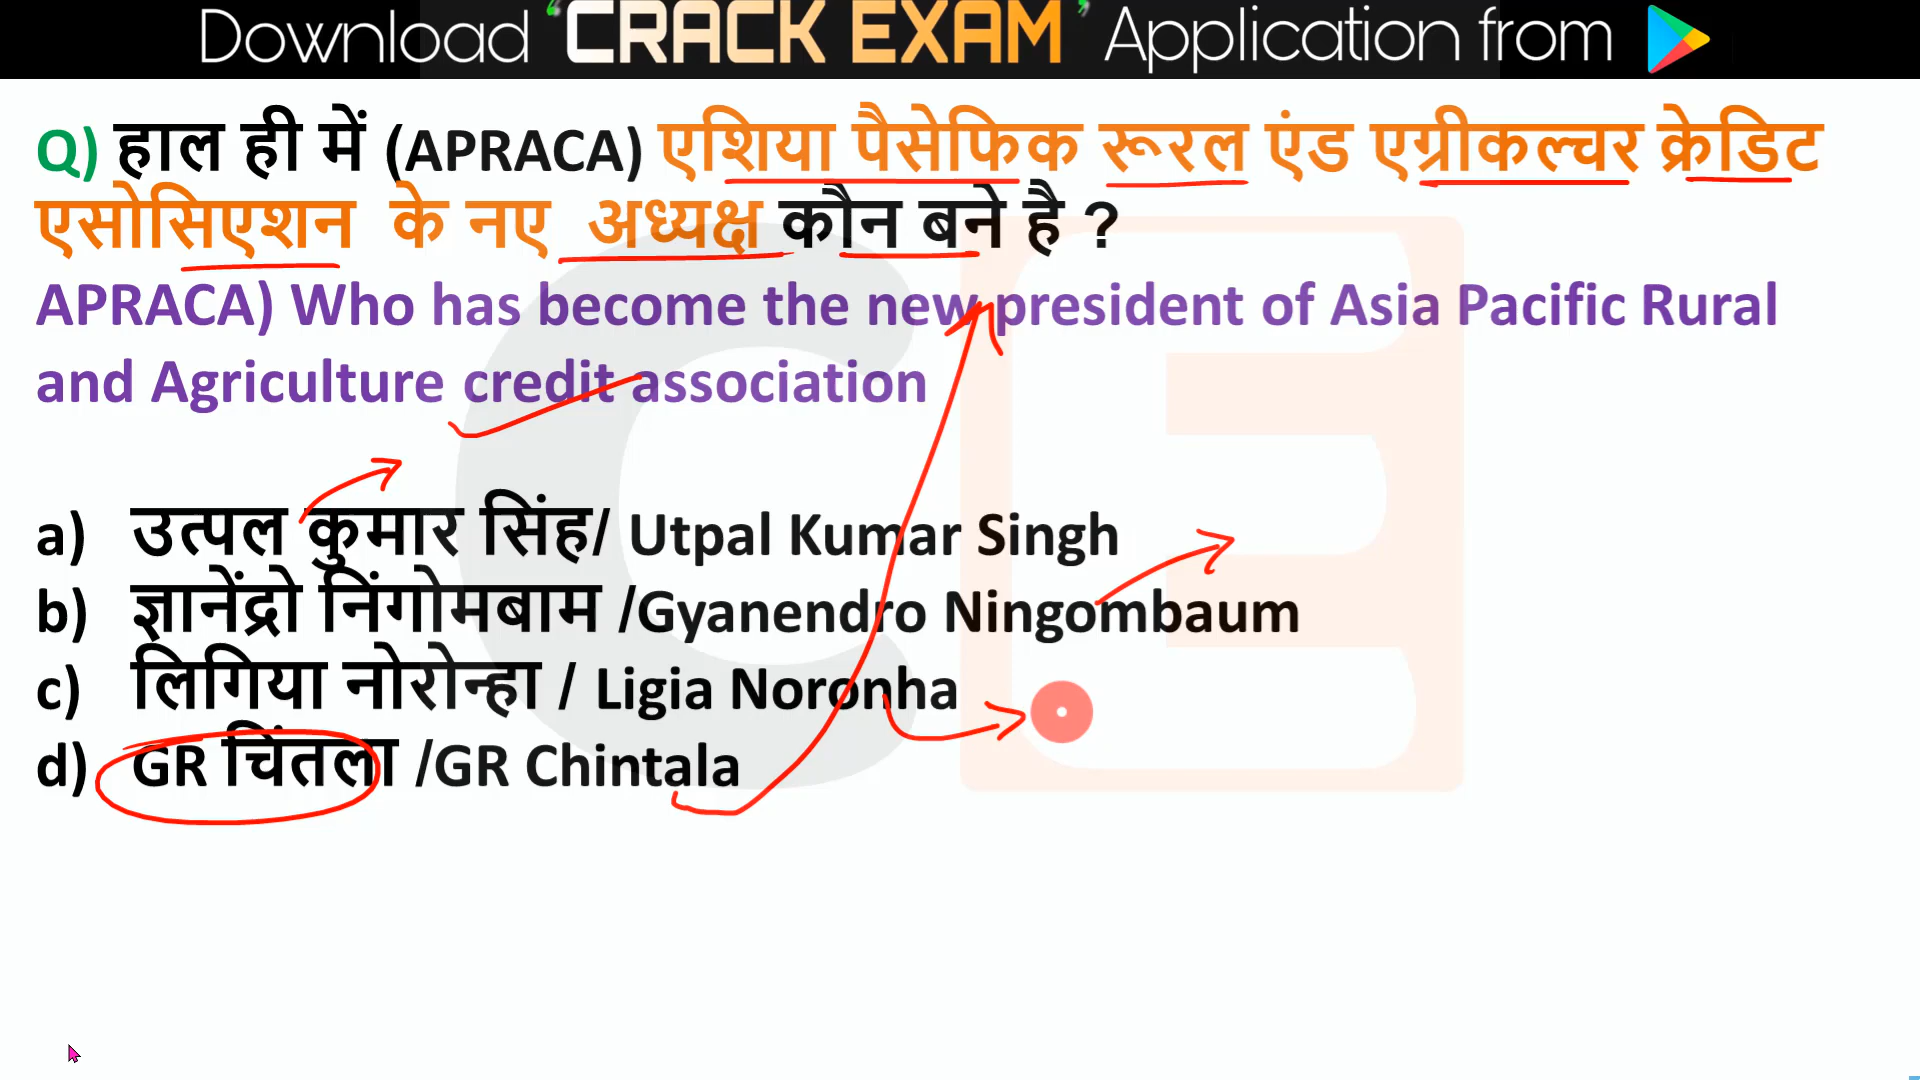 Download ‘CRACK EXAM’ Application from
Q) हाल ही में (APRACA) एशिया पैसेफिक रूरल एंड एग्रीकल्चर क्रेडिट
एसोसिएशन के नए अध्यक्ष कौन बने है ?
APRACA) Who has become the new president of Asia Pacific Rural
and Agriculture credit association
a) उत्पल कुमार सिंह/ Utpal Kumar Singh
b) ज्ञानेंद्रो निंगोमबाम /Gyanendro Ningombaum
c) लिगिया नोरोन्हा / Ligia Noronha
d) GR चिंतला /GR Chintala
CE